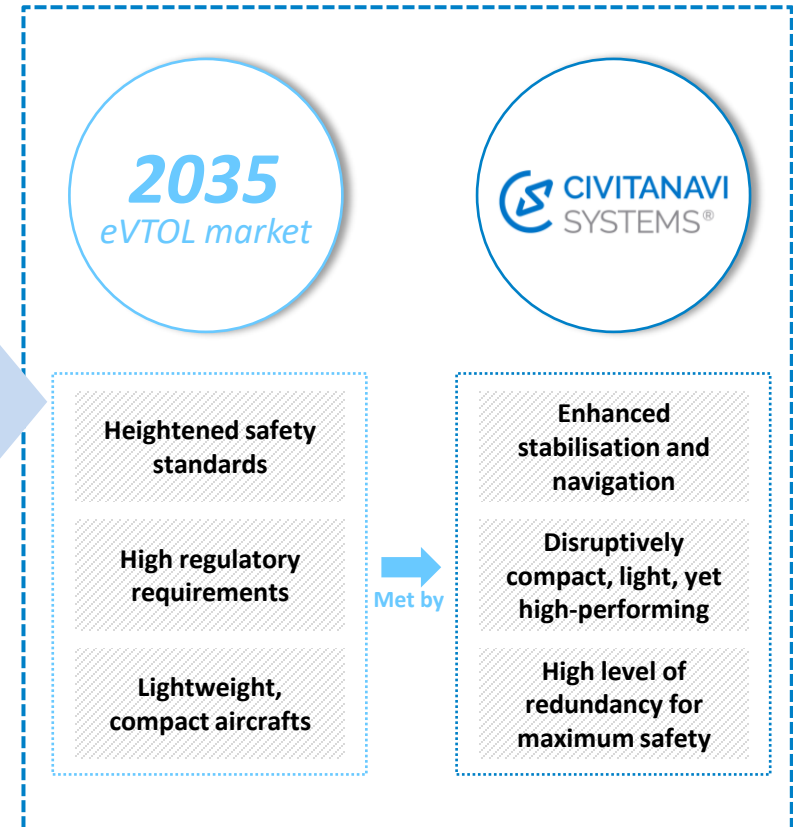 2035
eVTOL market
CIVITANAVI
SYSTEMS®
Heightened safety
standards
High regulatory
requirements
Lightweight,
compact aircrafts
Met by
Enhanced
stabilisation and
navigation
Disruptively
compact, light, yet
high-performing
High level of
redundancy for
maximum safety